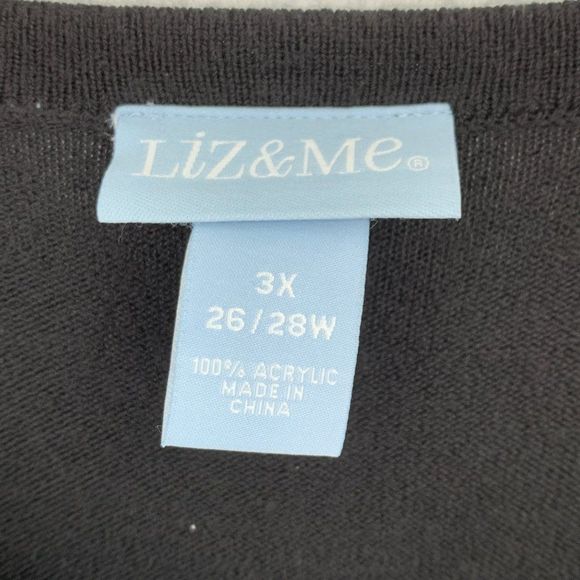 LiZ&Me®
3X
26/28W
100% ACRYLIC
MADE IN
CHINA